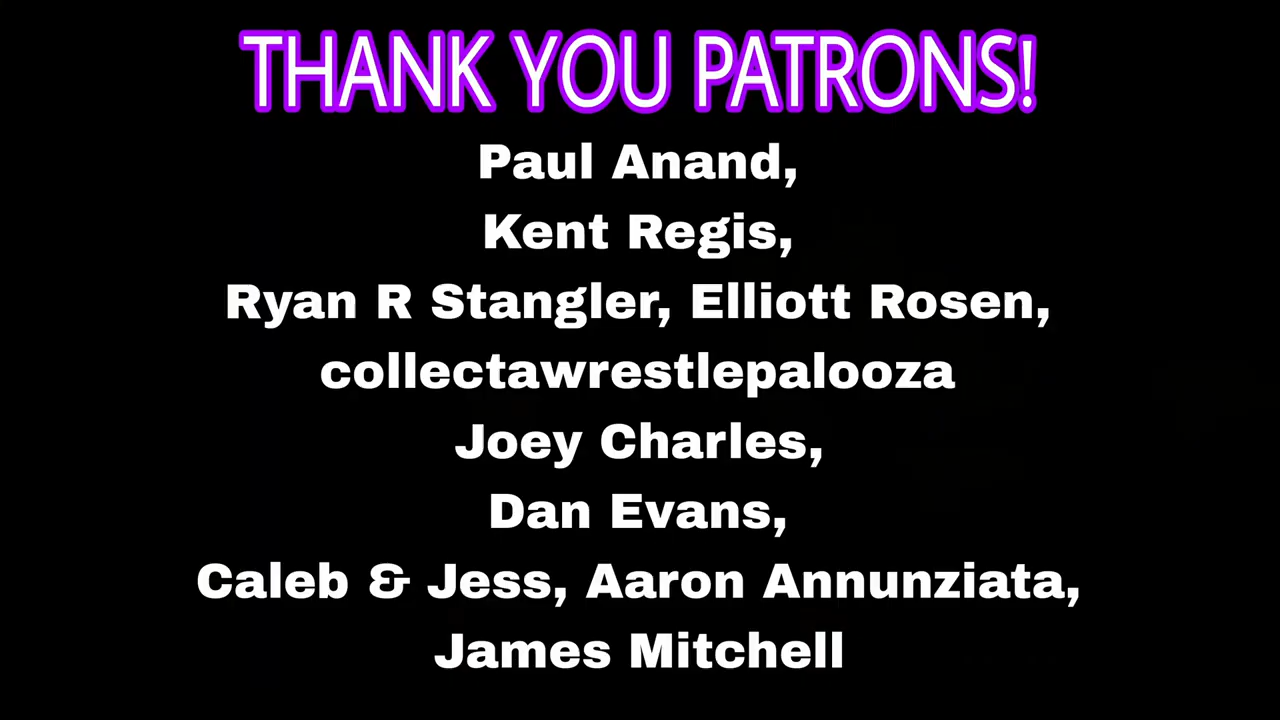 THANK YOU PATRONS!
Paul Anand,
Kent Regis,
Ryan R Stangler, Elliott Rosen,
collectawrestlepalooza
Joey Charles,
Dan Evans,
Caleb & Jess, Aaron Annunziata,
James Mitchell